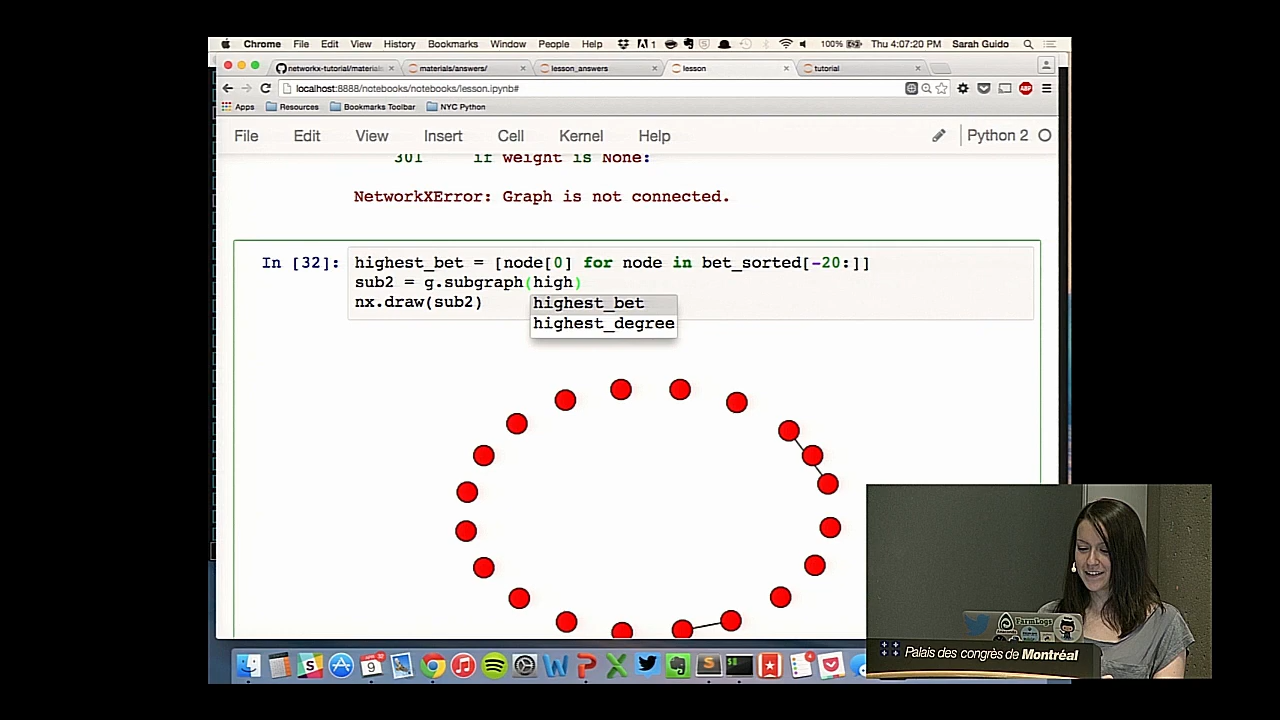 Chrome File Edit View History Bookmarks Window People Help 1 100% Thu 4:07:20 PM Sarah Guido
networkx-tutorial/material materials/answers/ lesson_answers lesson tutorial
localhost:8888/notebooks/notebooks/lesson.ipynb#
Apps Resources Bookmarks Toolbar NYC Python
File Edit View Insert Cell Kernel Help Python 2
301 if weight is None:
NetworkXError: Graph is not connected.
In [32]: highest_bet = [node[0] for node in bet_sorted[-20:]]
sub2 = g.subgraph(high)
nx.draw(sub2)
highest_bet
highest_degree
FarmLogs
Palais des congrès de Montréal